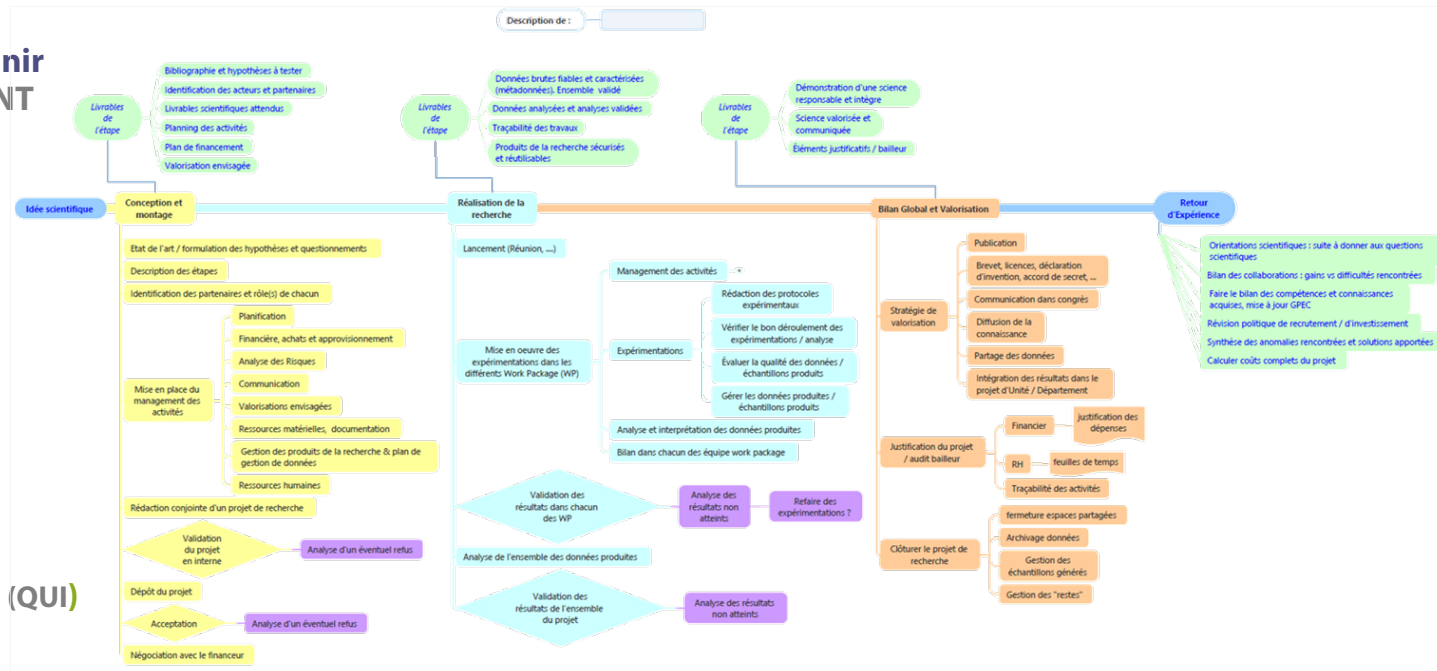 Description de :
nir
NT
(QUI)
Livrables
de
l'étape
Bibliographie et hypothèses à tester
Identification des acteurs et partenaires
Livrables scientifiques attendus
Planning des activités
Plan de financement
Valorisation envisagée
Livrables
de
l'étape
Données brutes fiables et caractérisées
(métadonnées). Ensemble validé
Données analysées et analyses validées
Traçabilité des travaux
Produits de la recherche sécurisés
et réutilisables
Livrables
de
l'étape
Démonstration d'une science
responsable et intègre
Science valorisée et
communiquée
Éléments justificatifs / bailleur
Idée scientifique
Conception et
montage
Réalisation de la
recherche
Bilan Global et Valorisation
Retour
d'Expérience
Etat de l'art / formulation des hypothèses et questionnements
Description des étapes
Identification des partenaires et rôle(s) de chacun
Mise en place du
management des
activités
Planification
Financière, achats et approvisionnement
Analyse des Risques
Communication
Valorisations envisagées
Ressources matérielles, documentation
Gestion des produits de la recherche & plan de
gestion de données
Ressources humaines
Rédaction conjointe d'un projet de recherche
Validation
du projet
en interne
Analyse d'un éventuel refus
Dépôt du projet
Acceptation
Analyse d'un éventuel refus
Négociation avec le financeur
Lancement (Réunion, ....)
Mise en oeuvre des
expérimentations dans les
différents Work Package (WP)
Management des activités
Expérimentations
Rédaction des protocoles
expérimentaux
Vérifier le bon déroulement des
expérimentations / analyse
Évaluer la qualité des données /
échantillons produits
Gérer les données produites /
échantillons produits
Analyse et interprétation des données produites
Bilan dans chacun des équipe work package
Validation des
résultats dans chacun
des WP
Analyse des
résultats non
atteints
Refaire des
expérimentations ?
Analyse de l'ensemble des données produites
Validation des
résultats de l'ensemble
du projet
Analyse des résultats
non atteints
Stratégie de
valorisation
Publication
Brevet, licences, déclaration
d'invention, accord de secret, ...
Communication dans congrès
Diffusion de la
connaissance
Partage des données
Intégration des résultats dans le
projet d'Unité / Département
Justification du projet
/ audit bailleur
Financier
justification des
dépenses
RH
feuilles de temps
Traçabilité des activités
Clôturer le projet de
recherche
fermeture espaces partagées
Archivage données
Gestion des
échantillons générés
Gestion des "restes"
Orientations scientifiques : suite à donner aux questions
scientifiques
Bilan des collaborations : gains vs difficultés rencontrées
Faire le bilan des compétences et connaissances
acquises, mise à jour GPEC
Révision politique de recrutement / d'investissement
Synthèse des anomalies rencontrées et solutions apportées
Calculer coûts complets du projet